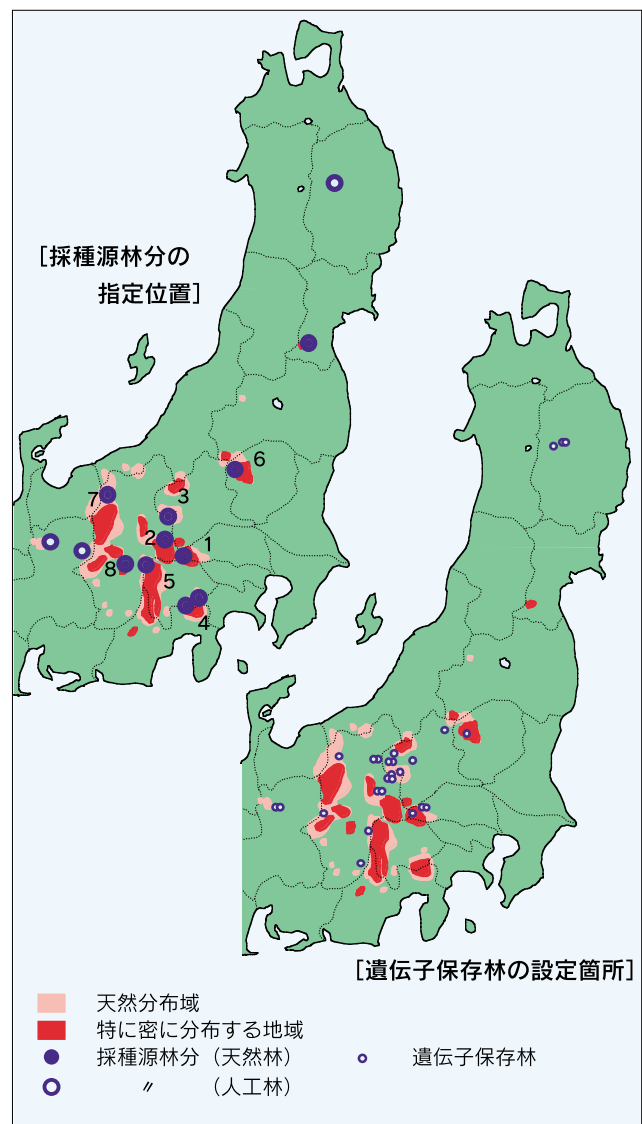 [採種源林分の
指定位置]
6
7
3
2
1
8
5
4
[遺伝子保存林の設定箇所]
天然分布域
特に密に分布する地域
採種源林分（天然林）
遺伝子保存林
〃 （人工林）